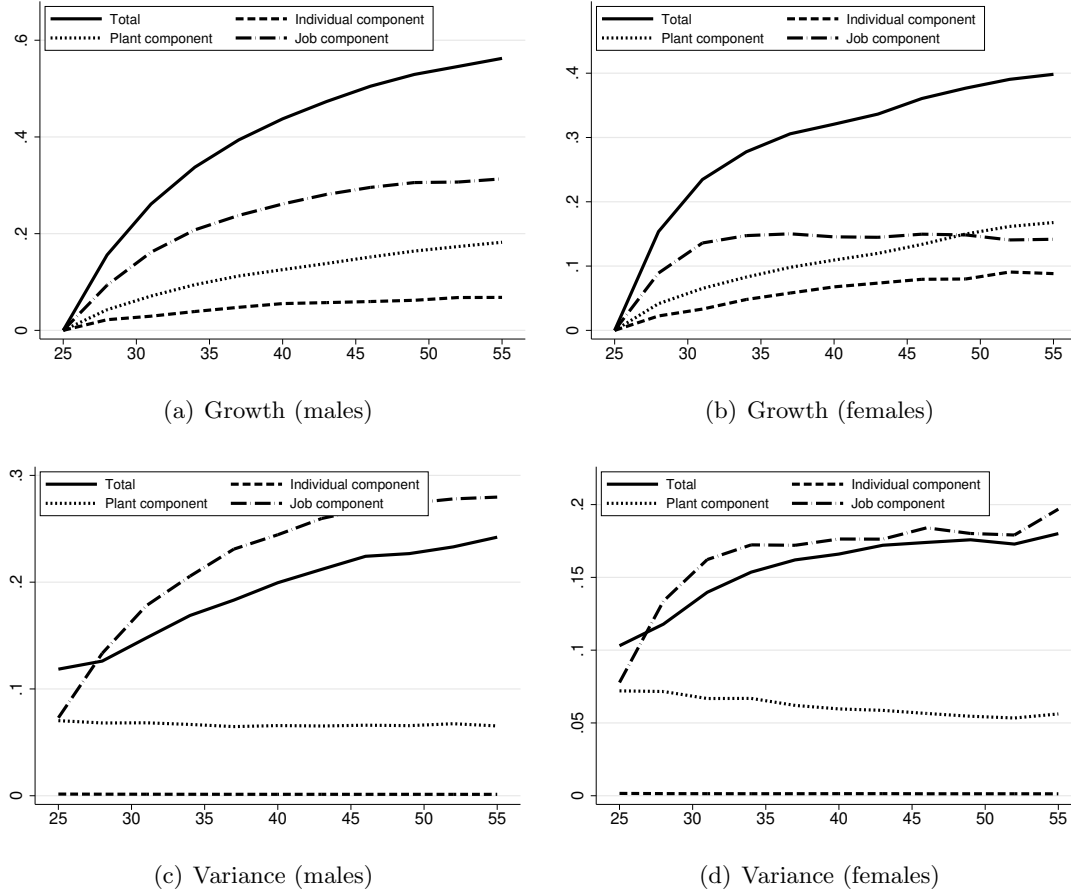 Total Individual component
Plant component Job component
.6
.4
.2
0
25 30 35 40 45 50 55
(a) Growth (males)
Total Individual component
Plant component Job component
.4
.3
.2
.1
0
25 30 35 40 45 50 55
(b) Growth (females)
Total Individual component
Plant component Job component
.3
.2
.1
0
25 30 35 40 45 50 55
(c) Variance (males)
Total Individual component
Plant component Job component
.2
.15
.1
.05
0
25 30 35 40 45 50 55
(d) Variance (females)